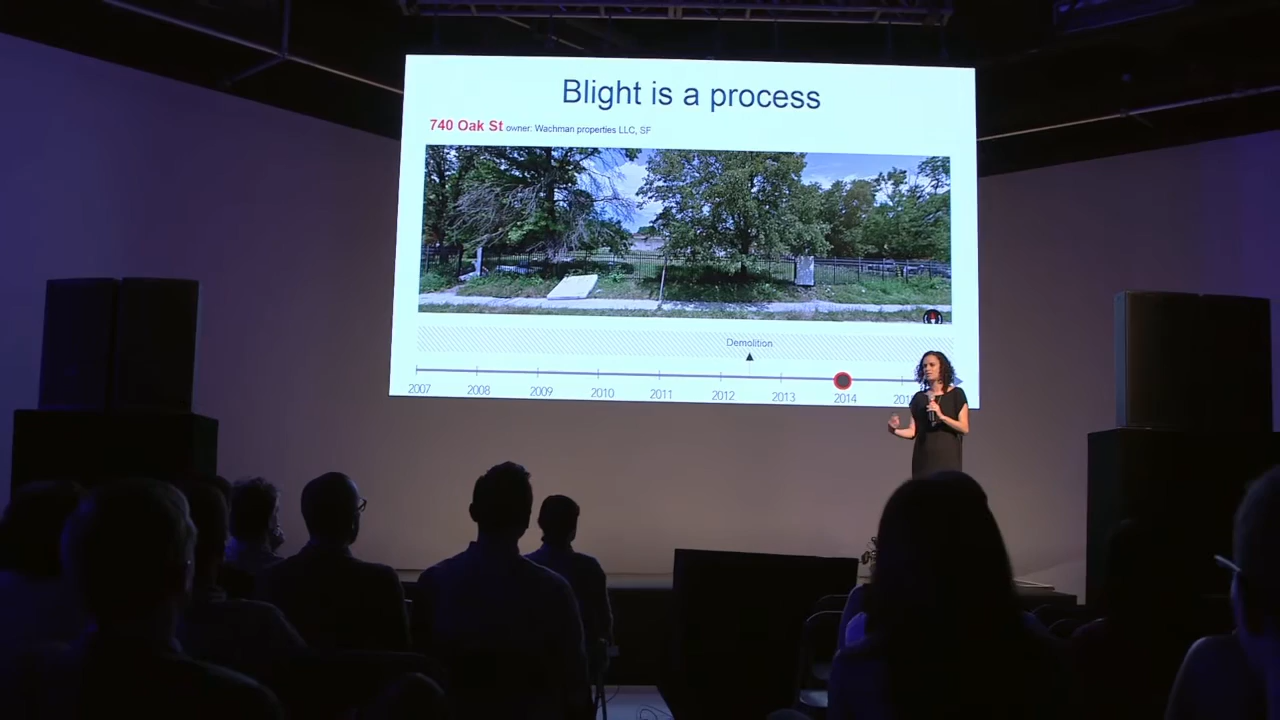 Blight is a process
740 Oak St owner: Wachman properties LLC, SF
Demolition
2007 2008 2009 2010 2011 2012 2013 2014